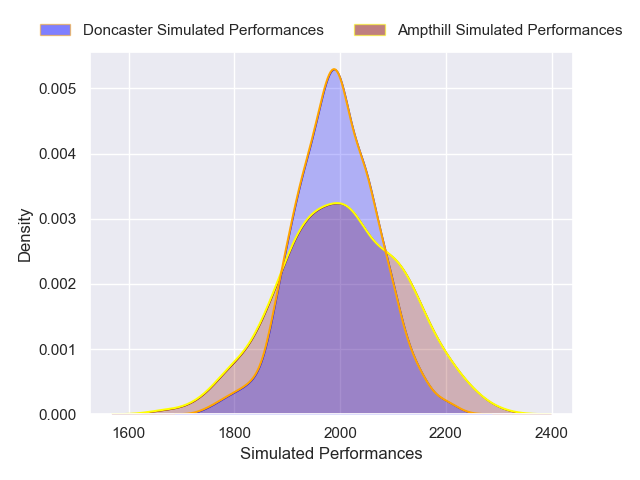 Doncaster Simulated Performances Ampthill Simulated Performances
0.005
0.004
0.003
0.002
0.001
0.000
Density
1600 1800 2000 2200 2400
Simulated Performances